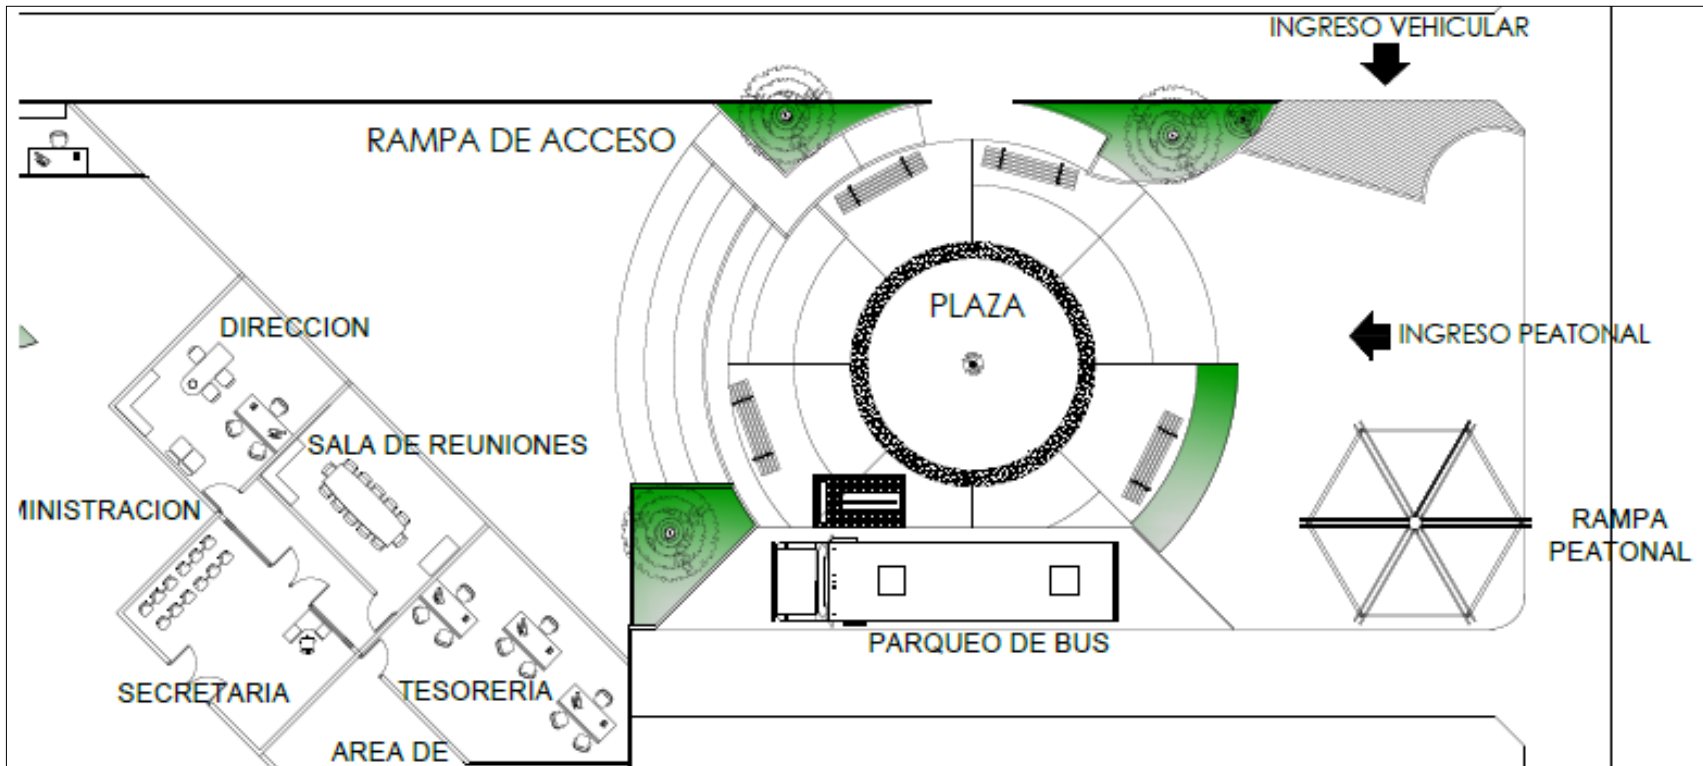 INGRESO VEHICULAR
RAMPA DE ACCESO
PLAZA
DIRECCION
INGRESO PEATONAL
SALA DE REUNIONES
MINISTRACION
RAMPA
PEATONAL
PARQUEO DE BUS
SECRETARIA
TESORERIA
AREA DE